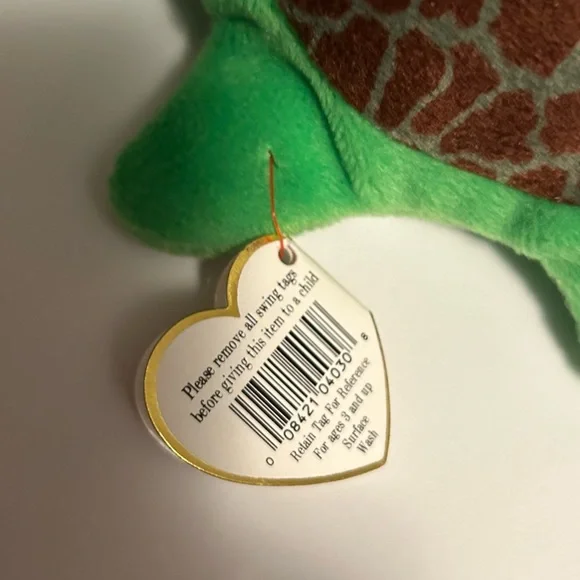 Please remove all swing tags
before giving this item to a child
0 08421 04030 8
Retain Tag For Reference
For ages 3 and up
Surface
Wash